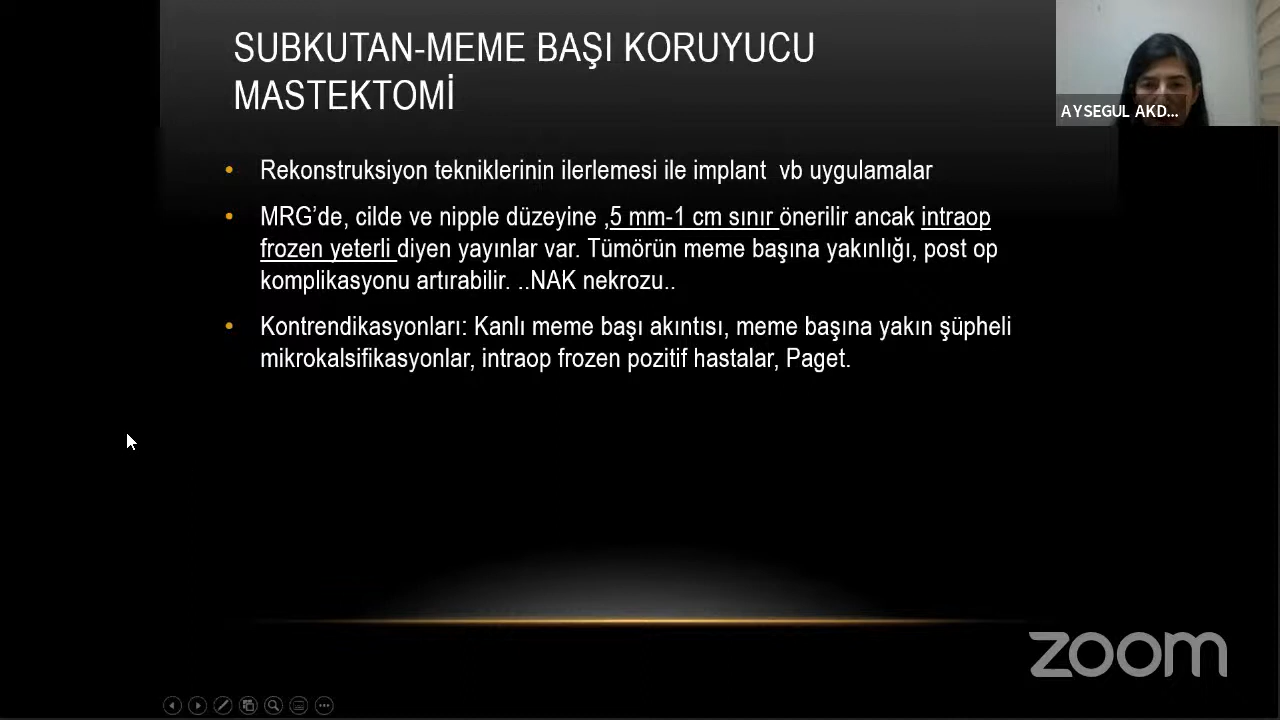 SUBKUTAN-MEME BAŞI KORUYUCU
MASTEKTOMİ
AYSEGUL AKD...
• Rekonstruksiyon tekniklerinin ilerlemesi ile implant vb uygulamalar
• MRG’de, cilde ve nipple düzeyine ,5 mm-1 cm sınır önerilir ancak intraop
frozen yeterli diyen yayınlar var. Tümörün meme başına yakınlığı, post op
komplikasyonu artırabilir. ..NAK nekrozu..
• Kontrendikasyonları: Kanlı meme başı akıntısı, meme başına yakın şüpheli
mikrokalsifikasyonlar, intraop frozen pozitif hastalar, Paget.
zoom